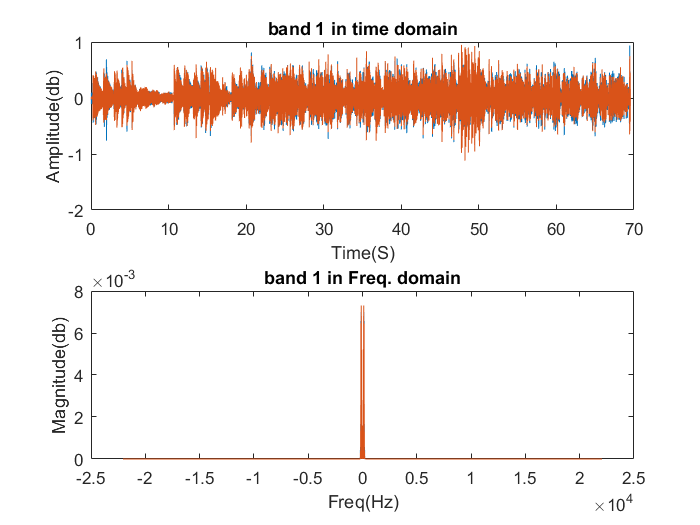 band 1 in time domain
1
0
-1
-2
Amplitude(db)
0 10 20 30 40 50 60 70
Time(S)
×10⁻³
band 1 in Freq. domain
8
6
4
2
0
Magnitude(db)
-2.5 -2 -1.5 -1 -0.5 0 0.5 1 1.5 2 2.5
Freq(Hz)
×10⁴